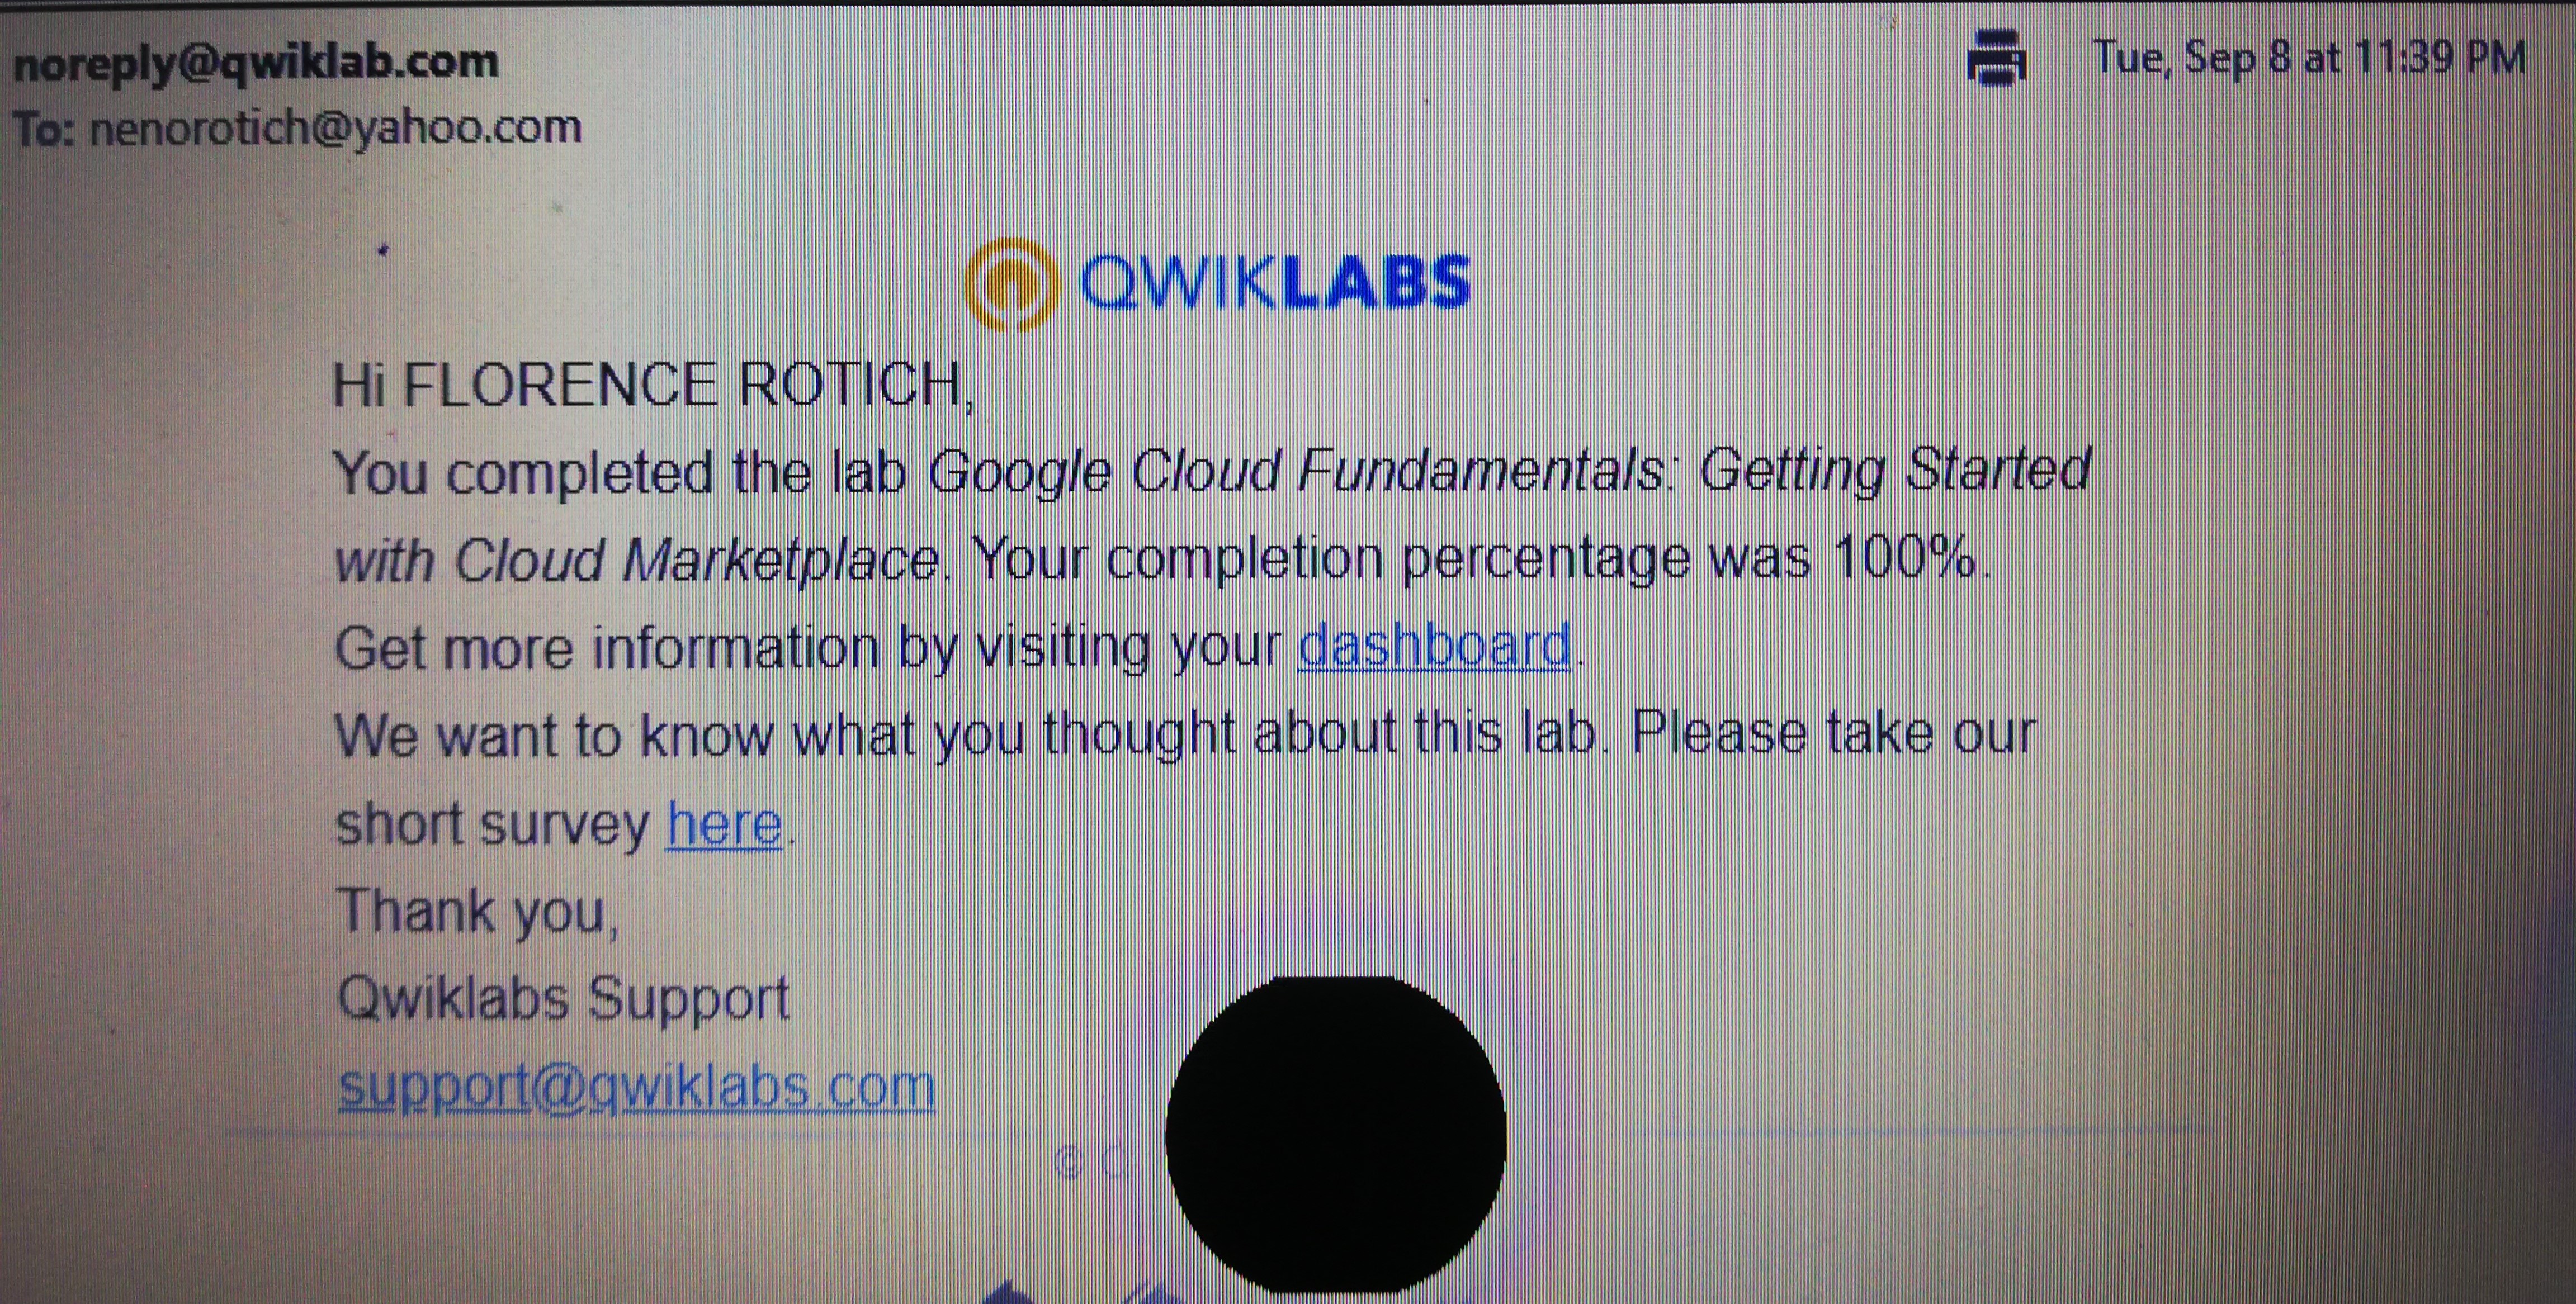 noreply@qwiklab.com
Tue, Sep 8 at 11:39 PM
To: nenorotich@yahoo.com
QWIKLABS
Hi FLORENCE ROTICH,
You completed the lab Google Cloud Fundamentals: Getting Started
with Cloud Marketplace. Your completion percentage was 100%.
Get more information by visiting your dashboard.
We want to know what you thought about this lab. Please take our
short survey here.
Thank you,
Qwiklabs Support
support@qwiklabs.com
©